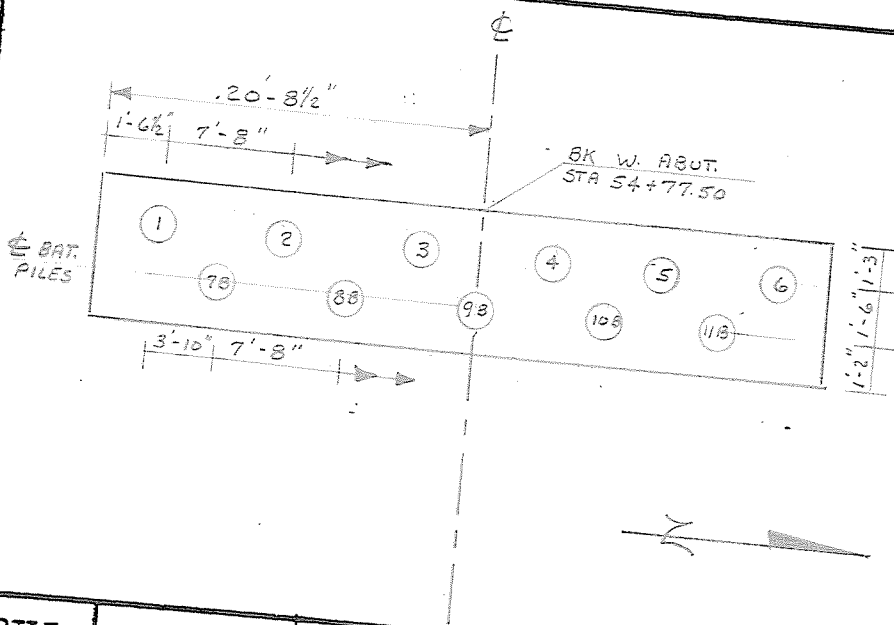 ℄
20'-8½"
1'-6½" 7'-8"
BK W. ABUT.
STA 54+77.50
℄ BAT.
PILES
1 2 3 4 5 6
7B 8B 9B 10B 11B
1'-3"
1'-6"
1'-2"
3'-10" 7'-8"
N